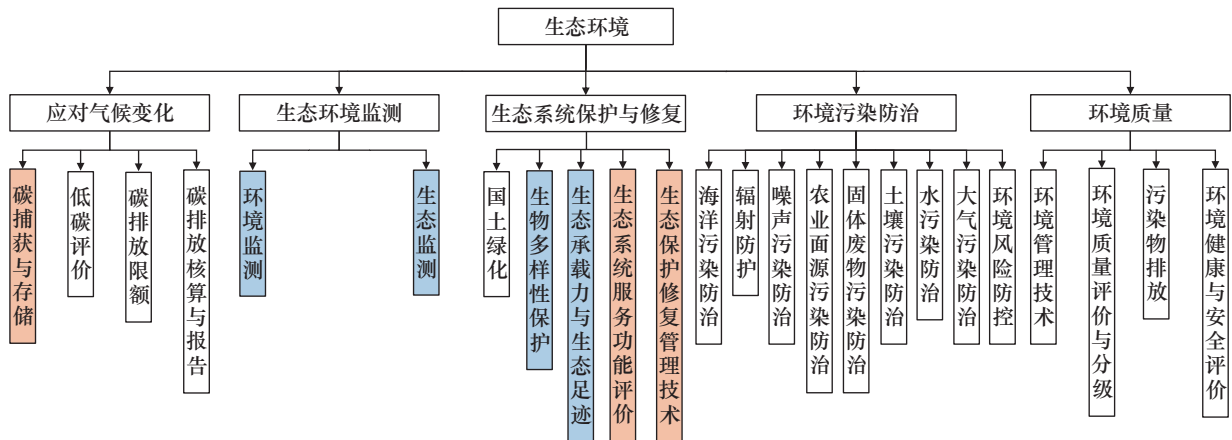 生态环境
应对气候变化
生态环境监测
生态系统保护与修复
环境污染防治
环境质量
碳捕获与存储
低碳评价
碳排放限额
碳排放核算与报告
环境监测
生态监测
国土绿化
生物多样性保护
生态承载力与生态足迹
生态系统服务功能评价
生态保护修复管理技术
海洋污染防治
辐射防护
噪声污染防治
农业面源污染防治
固体废物污染防治
土壤污染防治
水污染防治
大气污染防治
环境风险防控
环境管理技术
环境质量评价与分级
污染物排放
环境健康与安全评价